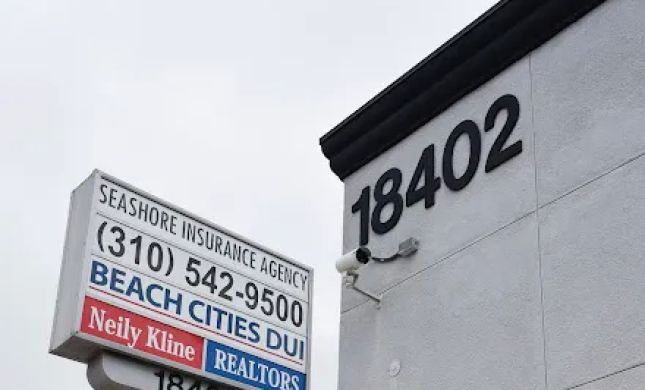 18402
SEASHORE INSURANCE AGENCY
(310) 542-9500
BEACH CITIES DUI
Neily Kline REALTORS